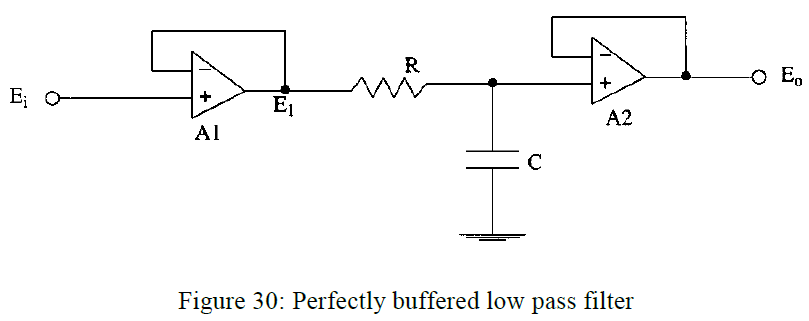 R
Eᵢ
E₁
Eₒ
A1
A2
C
−
+
−
+
Figure 30: Perfectly buffered low pass filter